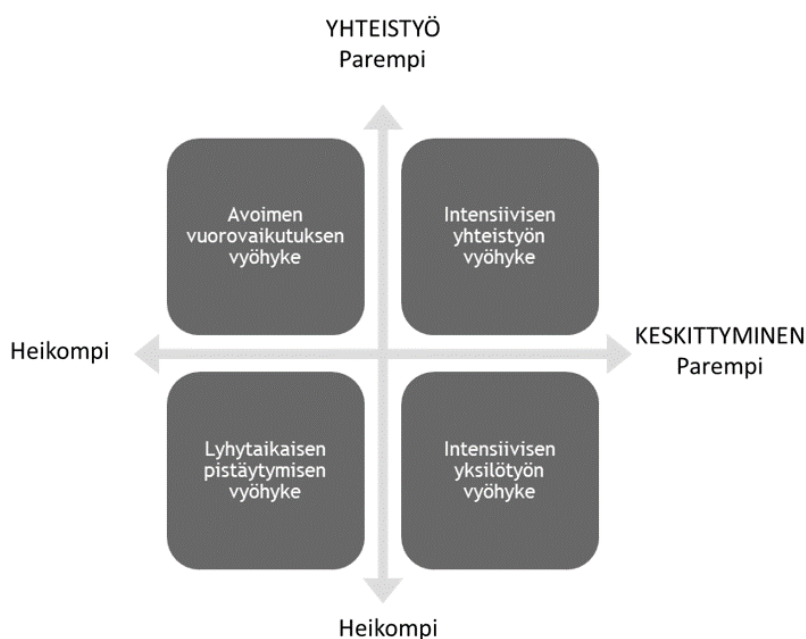 YHTEISTYÖ
Parempi
Avoimen
vuorovaikutuksen
vyöhyke
Intensiivisen
yhteistyön
vyöhyke
Heikompi
KESKITTYMINEN
Parempi
Lyhytaikaisen
pistäytymisen
vyöhyke
Intensiivisen
yksilötyön
vyöhyke
Heikompi